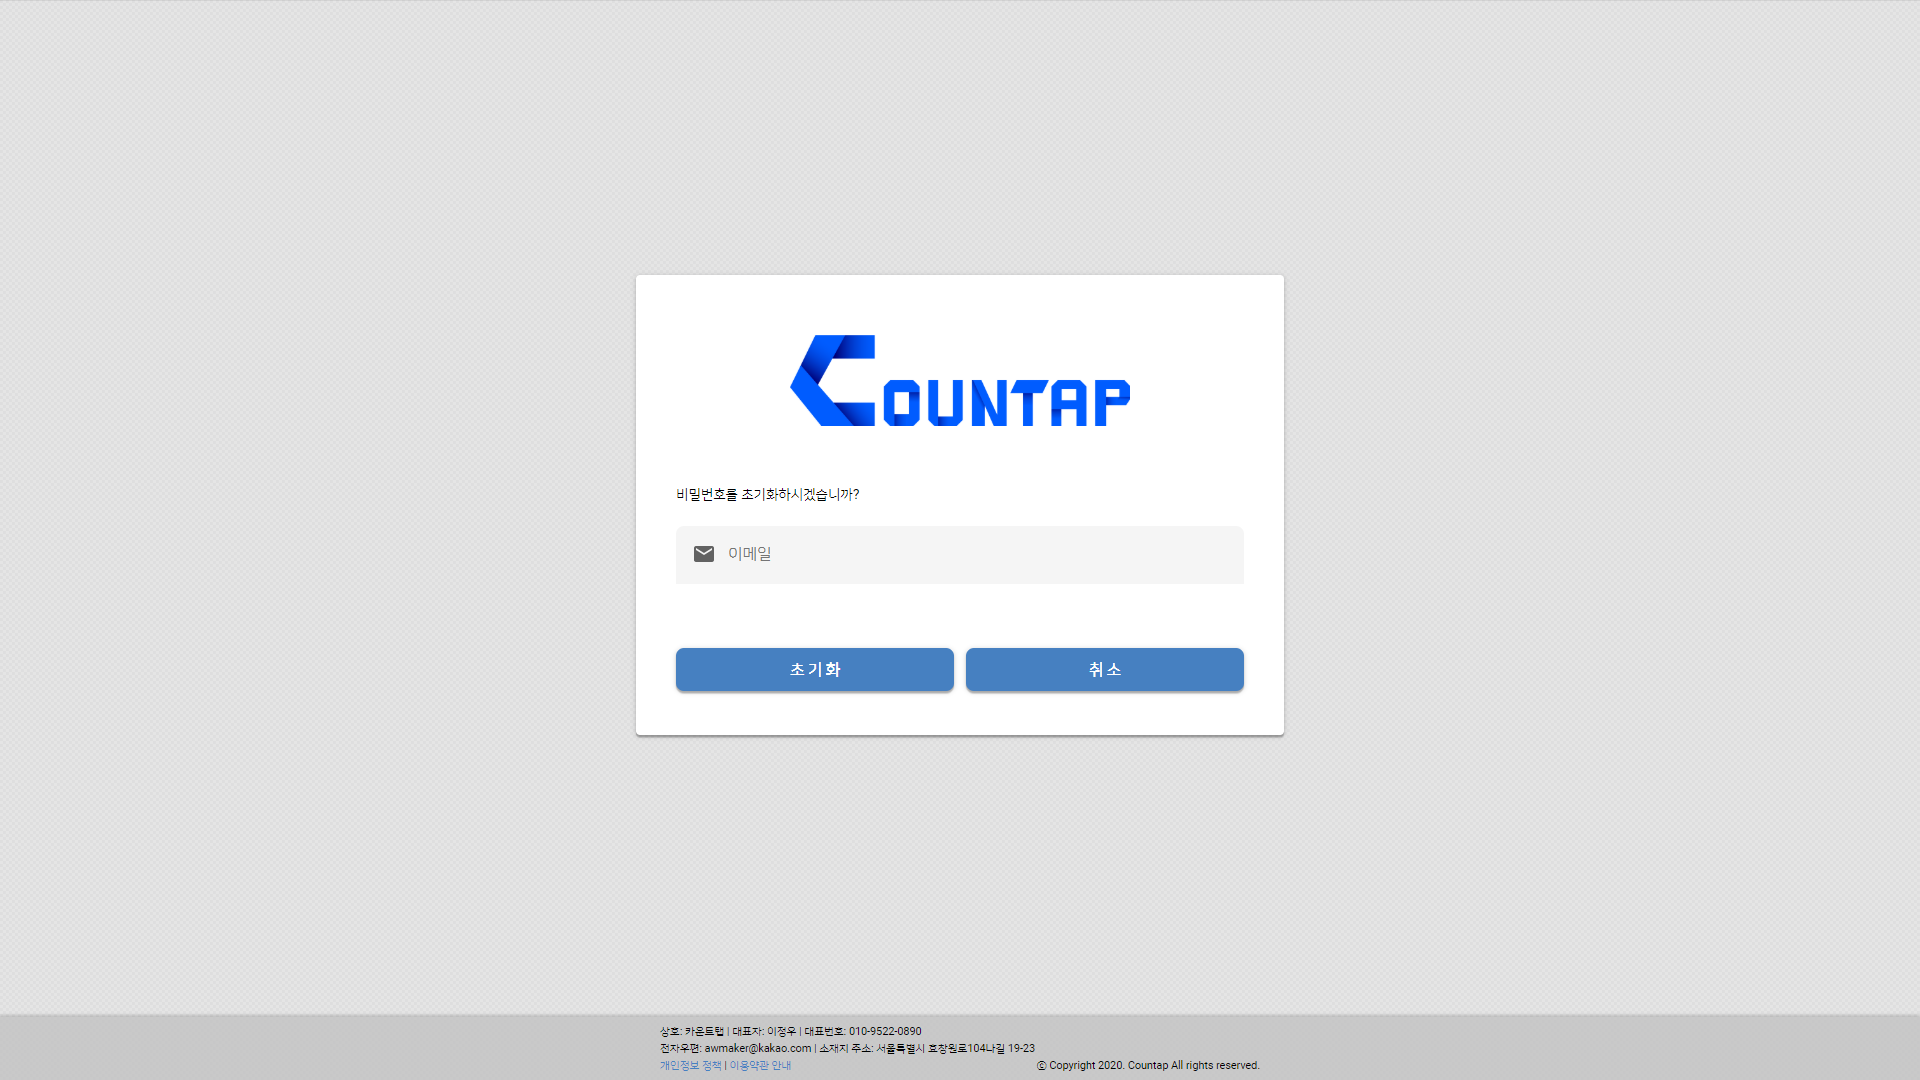 COUNTAP
비밀번호를 초기화하시겠습니까?
이메일
초기화
취소
상호: 카운트탭 | 대표자: 이정우 | 대표번호: 010-9522-0890
전자우편: awmaker@kakao.com | 소재지 주소: 서울특별시 효창원로104나길 19-23
개인정보 정책 | 이용약관 안내
ⓒ Copyright 2020. Countap All rights reserved.